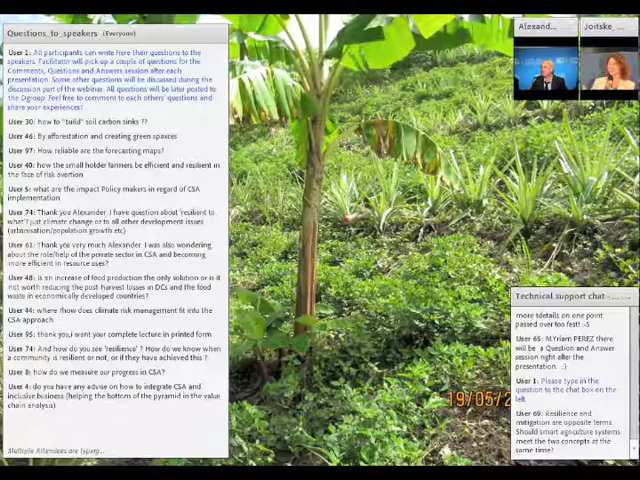 Questions_to_speakers (Everyone)
User 1: All participants can write here their questions to the
speakers. Facilitator will pick up a couple of questions for the
Comments, Questions and Answers session after each
presentation. Some other questions will be discussed during the
discussion part of the webinar. All questions will be later posted to
the Dgroup. Feel free to comment to each others' questions and
share your experiences!
User 30: how to "build" soil carbon sinks ??
User 46: By afforestation and creating green spaxces
User 97: How reliable are the forecasting maps?
User 40: how the small holder farmers be efficient and resilient in
the face of risk avertion
User 5: what are the impact Policy makers in regard of CSA
implementation
User 74: Thank you Alexander. I have question about 'resilient to
what'? just climate change or to all other development issues
(urbanisation/population growth etc)
User 61: Thank you very much Alexander. I was also wondering
about the role/help of the private sector in CSA and becoming
more efficient in resource uses?
User 48: Is an increase of food production the only solution or is it
not worth reducing the post-harvest losses in DCs and the food
waste in economically developed countries?
User 44: where /how does climate risk management fit into the
CSA approach
User 95: thank you,i want your complete lecture in printed form
User 74: And how do you see 'resilience' ? How do we know when
a community is resilient or not, or if they have achieved this ?
User 8: how do we measure our progress in CSA?
User 4: do you have any advise on how to integrate CSA and
inclusive business (helping the bottom of the pyramid in the value
chain analysis)
Multiple Attendees are typing...
Alexand...
Joitske_...
Technical support chat - ...
more !details on one point
passed over too fast! :-S
User 65: MYriam PEREZ there
will be a Question and Answer
session right after the
presentation. :)
User 1: Please type in the
question to the chat box on the
left.
User 69: Resilience and
mitigation are opposite terms.
Should smart agriculture systems
meet the two concepts at the
same time?
19/05/2